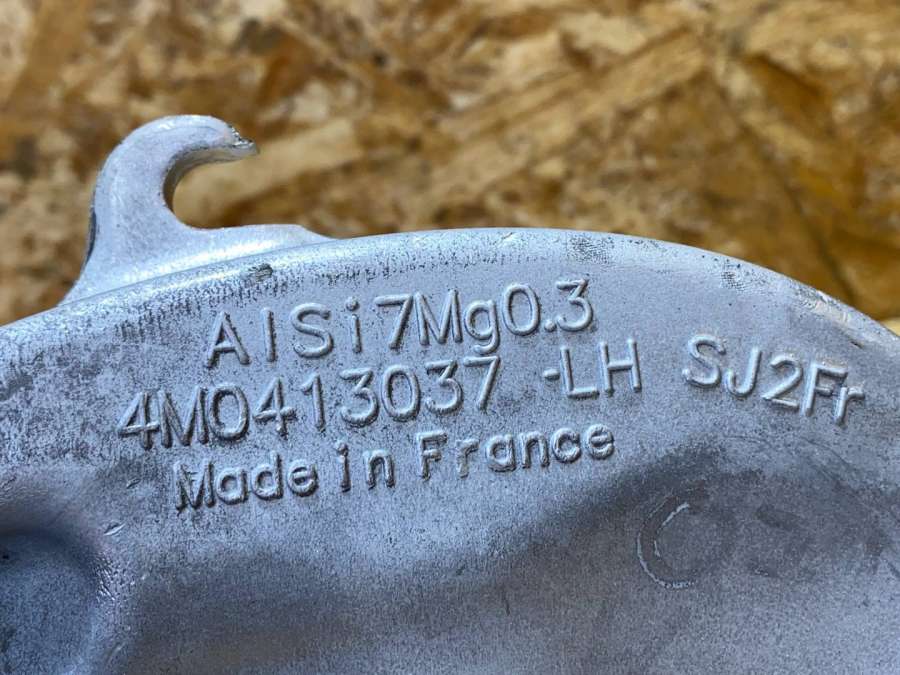 AlSi7Mg0.3
4M0413037 -LH SJ2Fr
Made in France